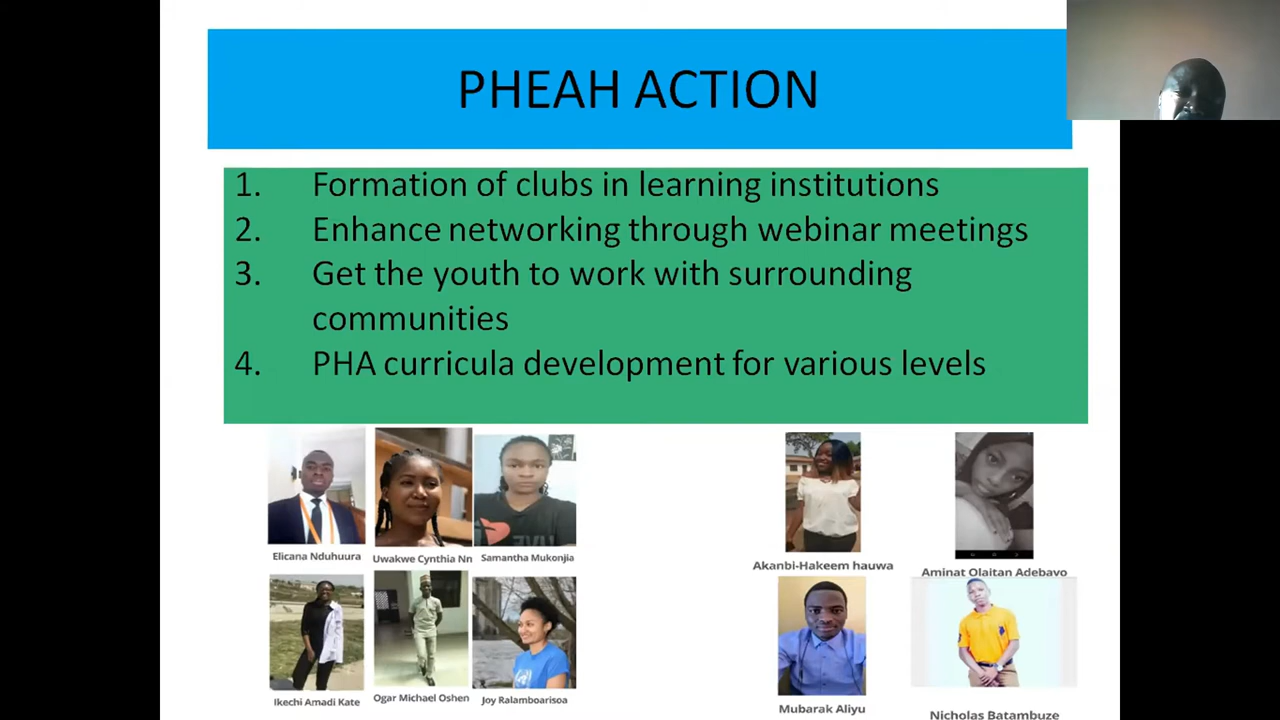 PHEAH ACTION
1. Formation of clubs in learning institutions
2. Enhance networking through webinar meetings
3. Get the youth to work with surrounding
communities
4. PHA curricula development for various levels
Elicana Nduhuura
Uwakwe Cynthia Nn
Samantha Mukonjia
Akanbi-Hakeem hauwa
Aminat Olaitan Adebayo
Ikechi Amadi Kate
Ogar Michael Oshen
Joy Ralamboarisoa
Mubarak Aliyu
Nicholas Batambuze